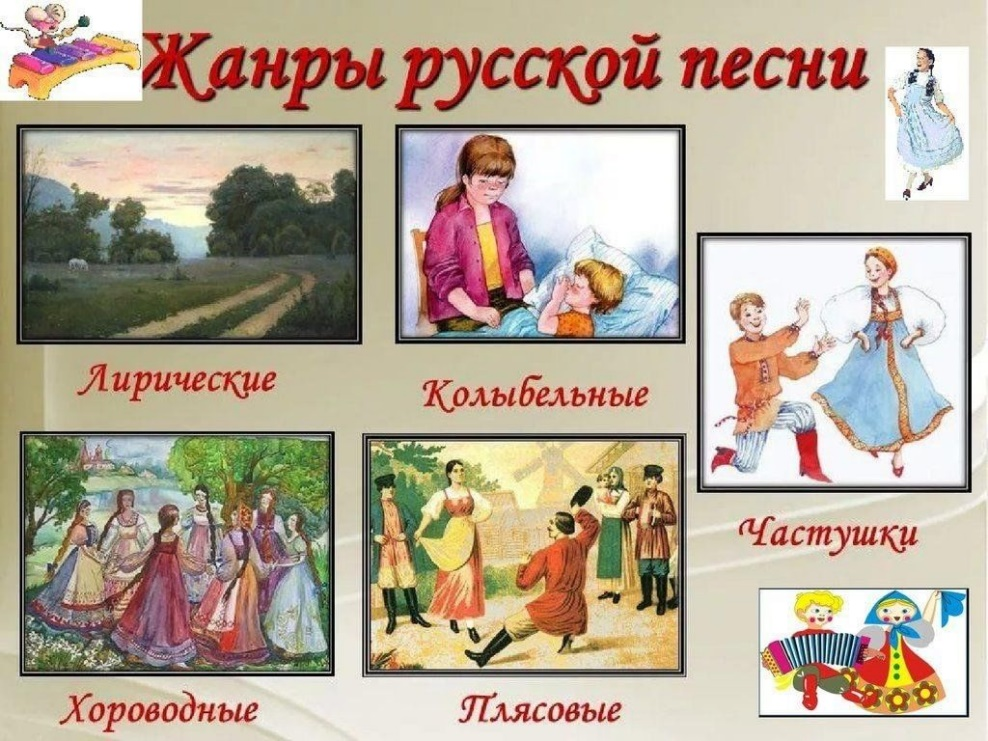 Жанры русской песни
Лирические
Колыбельные
Частушки
Хороводные
Плясовые